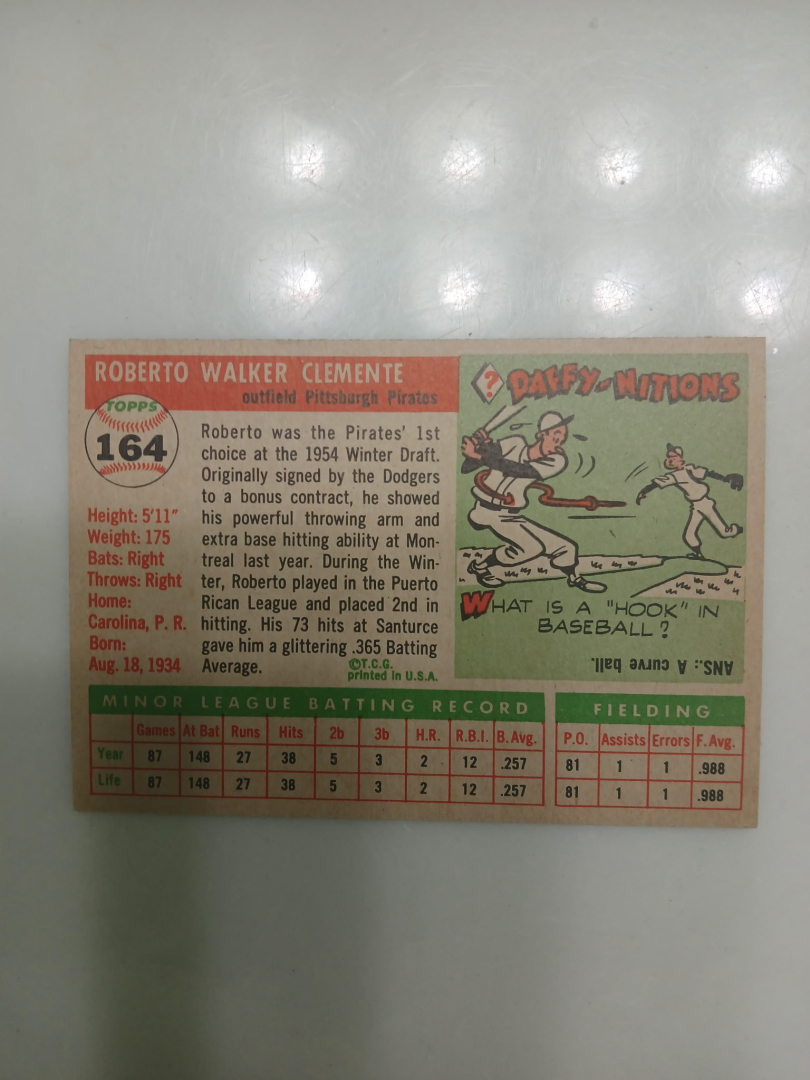 ROBERTO WALKER CLEMENTE
outfield Pittsburgh Pirates
TOPPS
164
Height: 5'11"
Weight: 175
Bats: Right
Throws: Right
Home:
Carolina, P. R.
Born:
Aug. 18, 1934
Roberto was the Pirates' 1st
choice at the 1954 Winter Draft.
Originally signed by the Dodgers
to a bonus contract, he showed
his powerful throwing arm and
extra base hitting ability at Mon-
treal last year. During the Win-
ter, Roberto played in the Puerto
Rican League and placed 2nd in
hitting. His 73 hits at Santurce
gave him a glittering .365 Batting
Average.
©T.C.G.
printed in U.S.A.
? DAFFY-NITIONS
WHAT IS A "HOOK" IN
BASEBALL?
ANS.: A curve ball.
MINOR LEAGUE BATTING RECORD
Games At Bat Runs Hits 2b 3b H.R. R.B.I. B. Avg.
Year 87 148 27 38 5 3 2 12 .257
Life 87 148 27 38 5 3 2 12 .257
FIELDING
P.O. Assists Errors F. Avg.
81 1 1 .988
81 1 1 .988